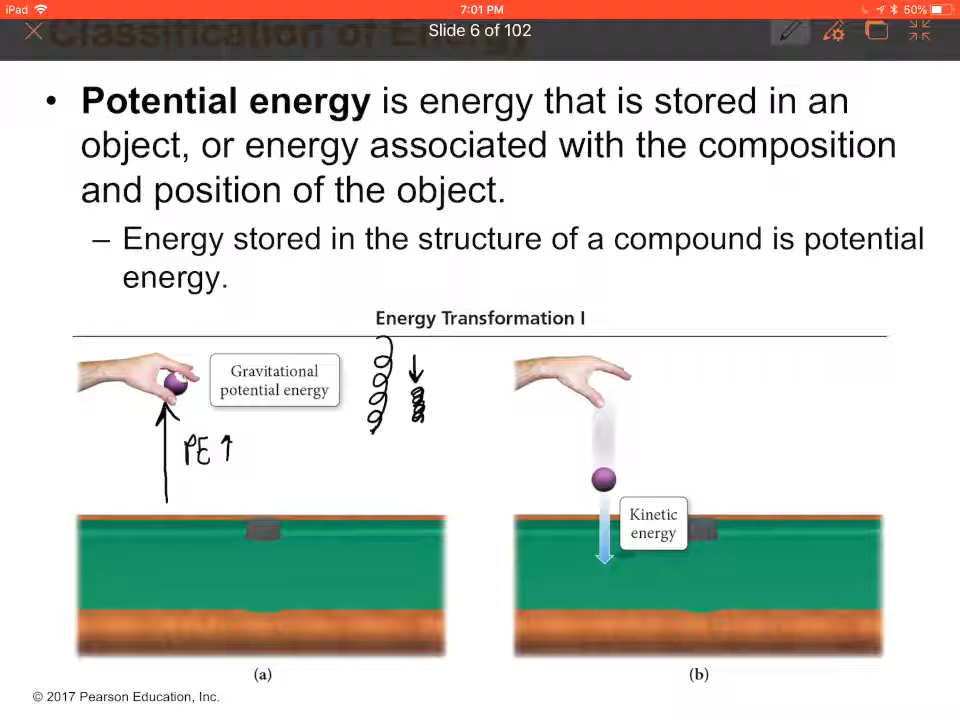 iPad 7:01 PM 50%
Classification of Energy
Slide 6 of 102
• Potential energy is energy that is stored in an
object, or energy associated with the composition
and position of the object.
– Energy stored in the structure of a compound is potential
energy.
Energy Transformation I
Gravitational
potential energy
PE ↑
Kinetic
energy
(a)
(b)
© 2017 Pearson Education, Inc.